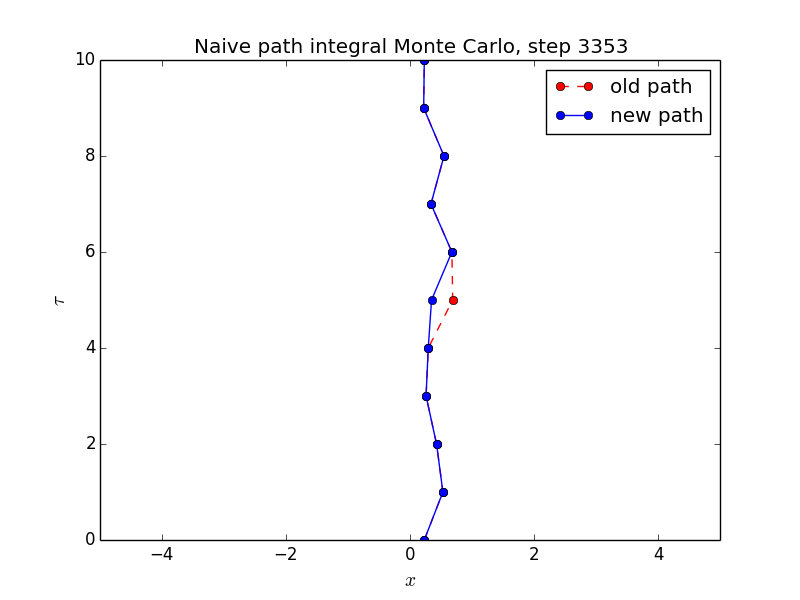 Naive path integral Monte Carlo, step 3353
old path
new path
10
8
6
4
2
0
τ
−4 −2 0 2 4
x